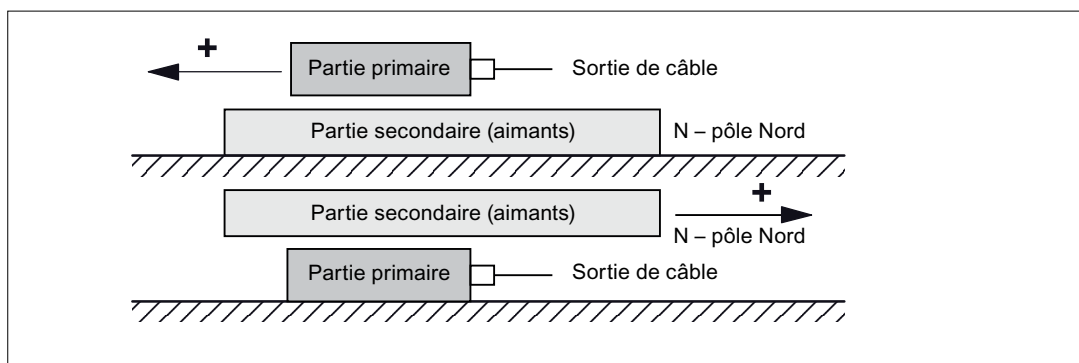 +
Partie primaire
Sortie de câble
Partie secondaire (aimants)
N – pôle Nord
Partie secondaire (aimants)
+
N – pôle Nord
Partie primaire
Sortie de câble